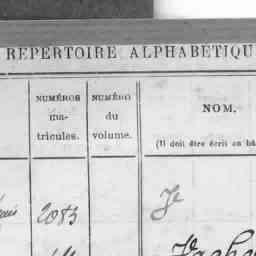 REPERTOIRE ALPHABETIQU
NUMÉROS
ma-
tricules.
NUMÉRO
du
volume.
NOM.
(Il doit être écrit en bâ
2083
Je